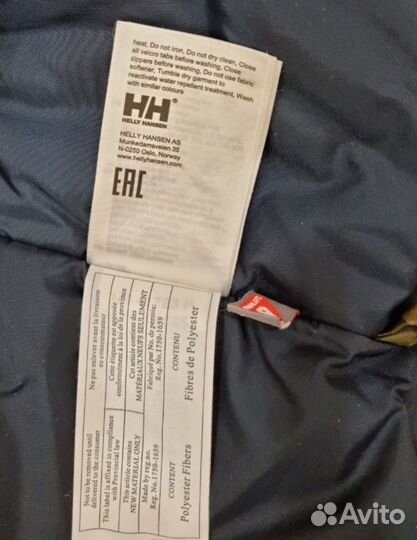 heat, Do not iron, Do not dry clean, Close
all velcro tabs before washing, Close
zippers before washing, Do not use fabric
softener, Tumble dry garment to
reactivate water repellent treatment, Wash
with similar colours
HH
HELLY HANSEN
HELLY HANSEN AS
Munkedamsveien 35
N-0250 Oslo, Norway
www.hellyhansen.com
EAC
Not to be removed until
delivered to the consumer
This label is affixed in compliance
with Provincial law
This article contains
NEW MATERIAL ONLY
Made by reg.no.
Reg. No.1750-1659
CONTENT
Polyester Fibers
Ne pas enlever avant la livraison
au consommateur
Cette étiquette est apposée
conformément à la loi de la province
Cet article contient des
MATÉRIAUX NEUFS SEULEMENT
Fabriqué par No. de permis:
Reg. No.1750-1659
CONTENU
Fibres de Polyester
Avito